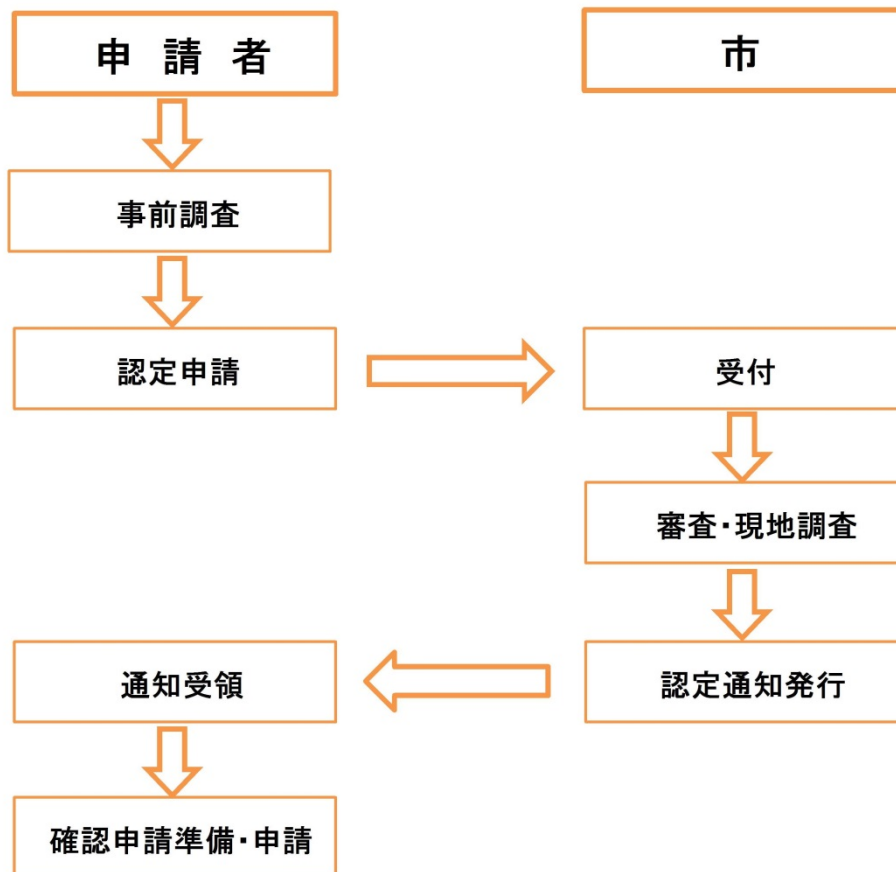 申請者
市
事前調査
認定申請
受付
審査・現地調査
認定通知発行
通知受領
確認申請準備・申請